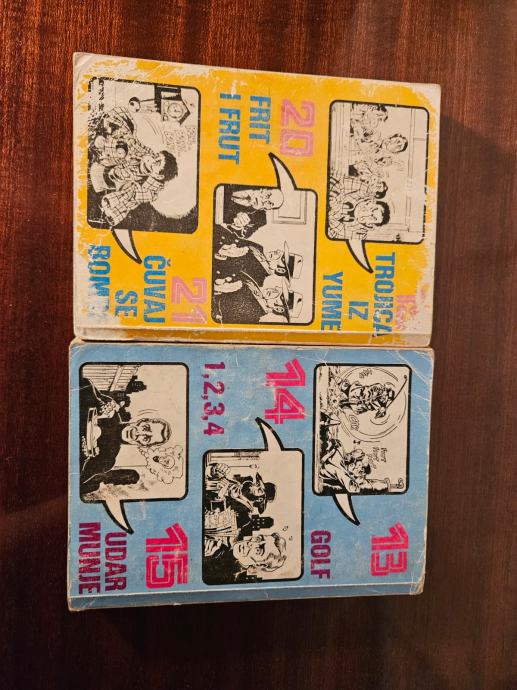 TROJICA
IZ
YUME
20
FRIT
I FRUT
21
ČUVAJ
SE
13
GOLF
14
1,2,3,4
15
UDAR
MUNJE